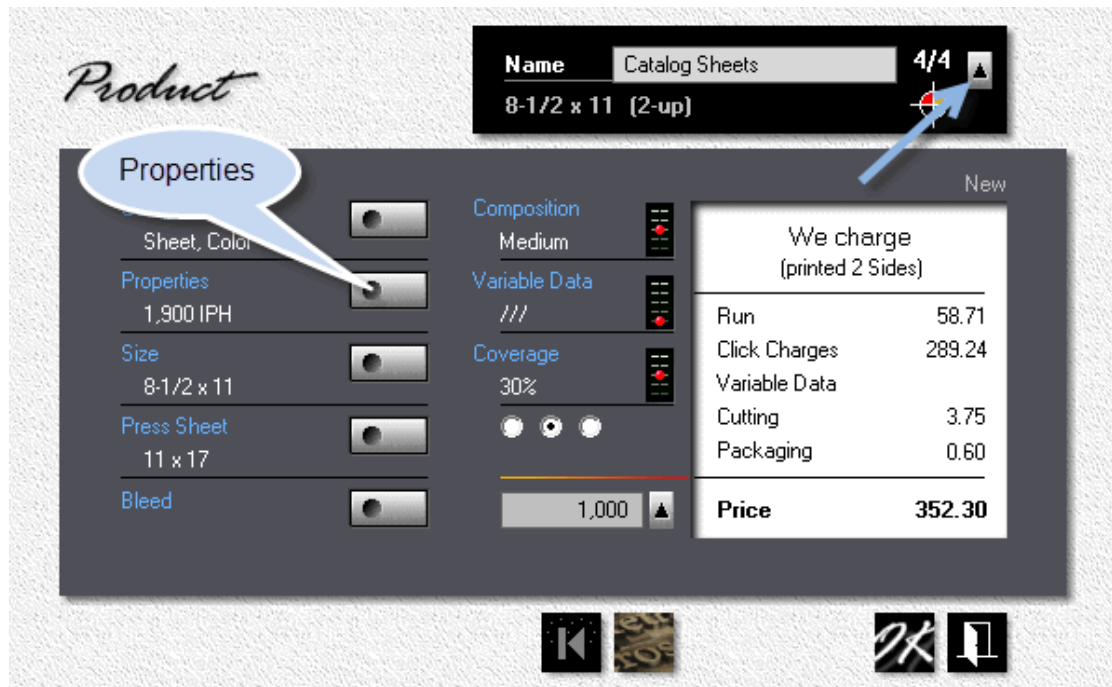 Product
Name Catalog Sheets 4/4
8-1/2 x 11 (2-up)
Properties
New
Sheet, Color
Properties
1,900 IPH
Size
8-1/2 x 11
Press Sheet
11 x 17
Bleed
Composition
Medium
Variable Data
///
Coverage
30%
1,000
We charge
(printed 2 Sides)
Run 58.71
Click Charges 289.24
Variable Data
Cutting 3.75
Packaging 0.60
Price 352.30
OK